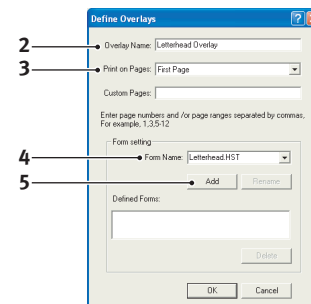 Define Overlays
2 Overlay Name: Letterhead Overlay
3 Print on Pages: First Page
Custom Pages:
Enter page numbers and /or page ranges separated by commas,
For example, 1,3,5-12
Form setting
4 Form Name: Letterhead.HST
5 Add Rename
Defined Forms:
Delete
OK Cancel